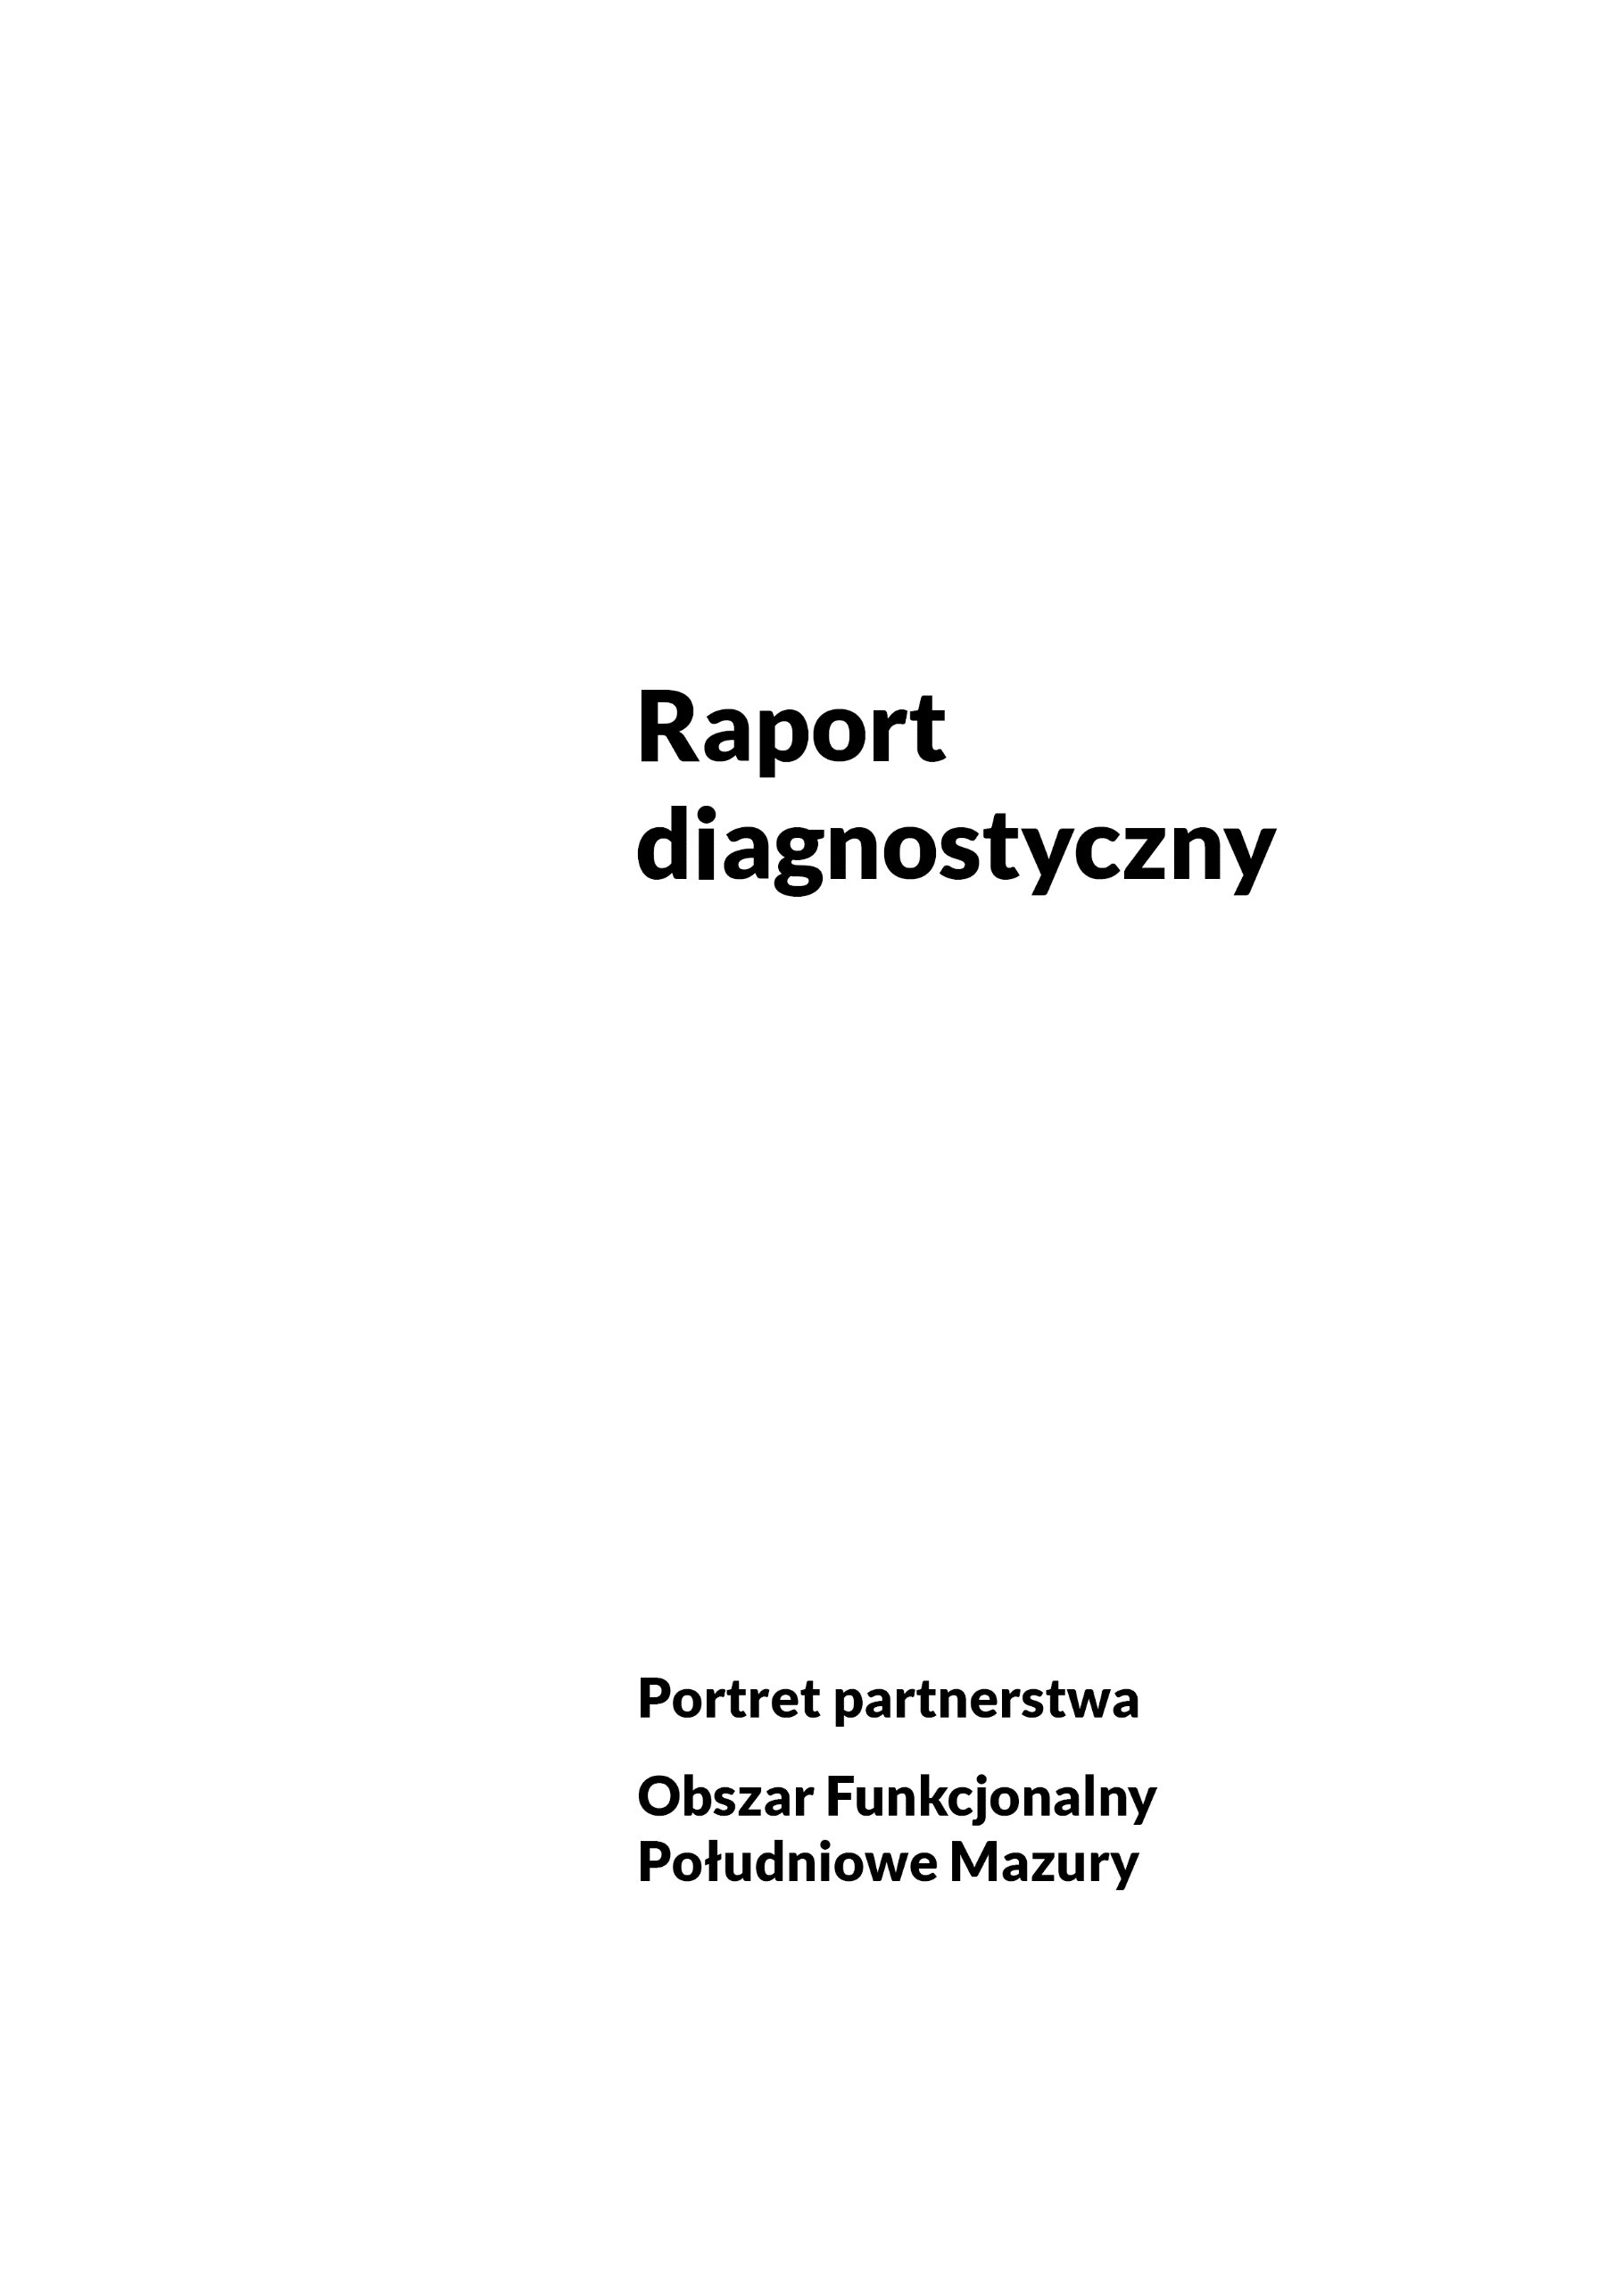 Raport
diagnostyczny
Portret partnerstwa
Obszar Funkcjonalny
Południowe Mazury